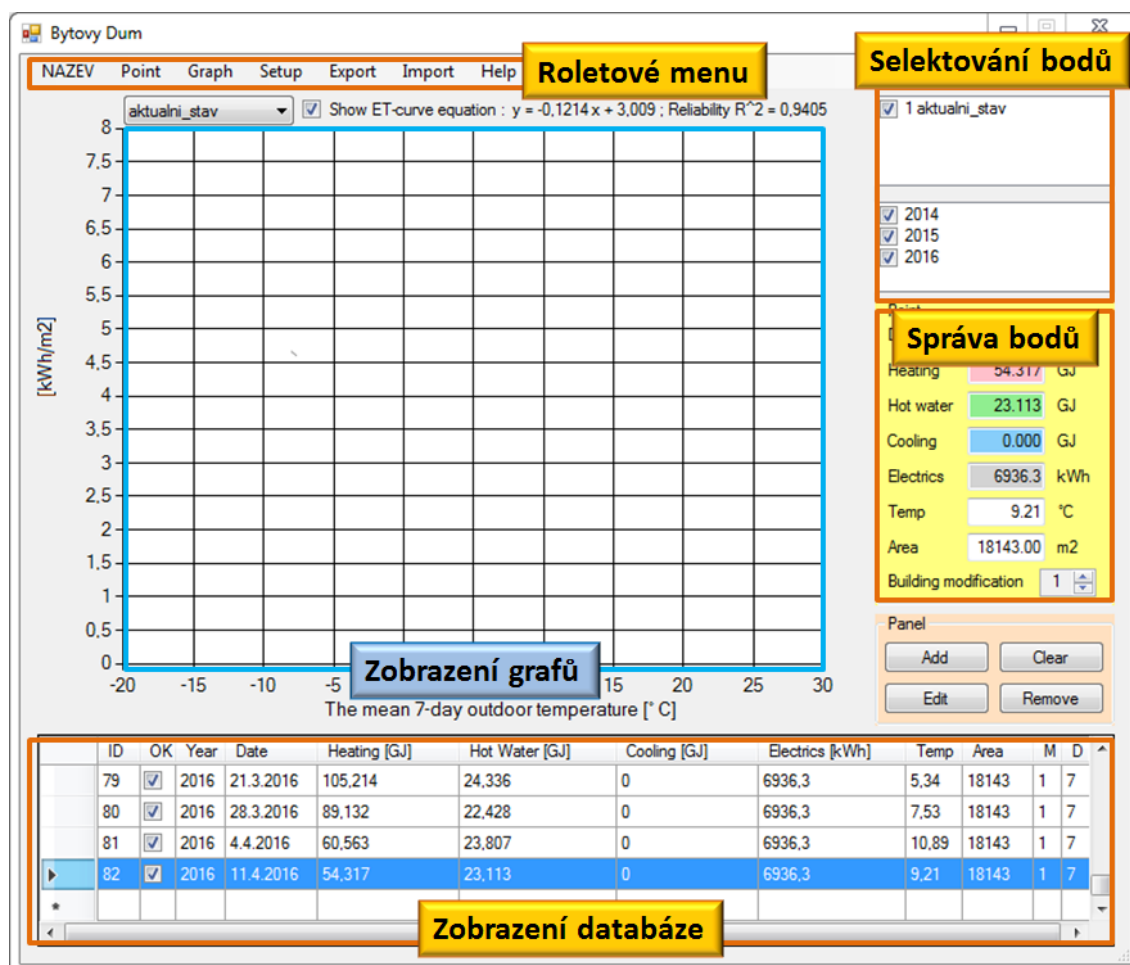 Bytovy Dum
NAZEV Point Graph Setup Export Import Help
Roletové menu
Selektování bodů
aktualni_stav Show ET-curve equation : y = -0,1214 x + 3,009 ; Reliability R^2 = 0,9405
1 aktualni_stav
2014
2015
2016
8
7,5
7
6,5
6
5,5
5
4,5
4
3,5
3
2,5
2
1,5
1
0,5
0
[kWh/m2]
Zobrazení grafů
-20 -15 -10 -5 15 20 25 30
The mean 7-day outdoor temperature [° C]
Point
Správa bodů
Heating 54.317 GJ
Hot water 23.113 GJ
Cooling 0.000 GJ
Electrics 6936.3 kWh
Temp 9.21 °C
Area 18143.00 m2
Building modification 1
Panel
Add Clear
Edit Remove
ID OK Year Date Heating [GJ] Hot Water [GJ] Cooling [GJ] Electrics [kWh] Temp Area M D
79 2016 21.3.2016 105,214 24,336 0 6936,3 5,34 18143 1 7
80 2016 28.3.2016 89,132 22,428 0 6936,3 7,53 18143 1 7
81 2016 4.4.2016 60,563 23,807 0 6936,3 10,89 18143 1 7
82 2016 11.4.2016 54,317 23,113 0 6936,3 9,21 18143 1 7
*
Zobrazení databáze